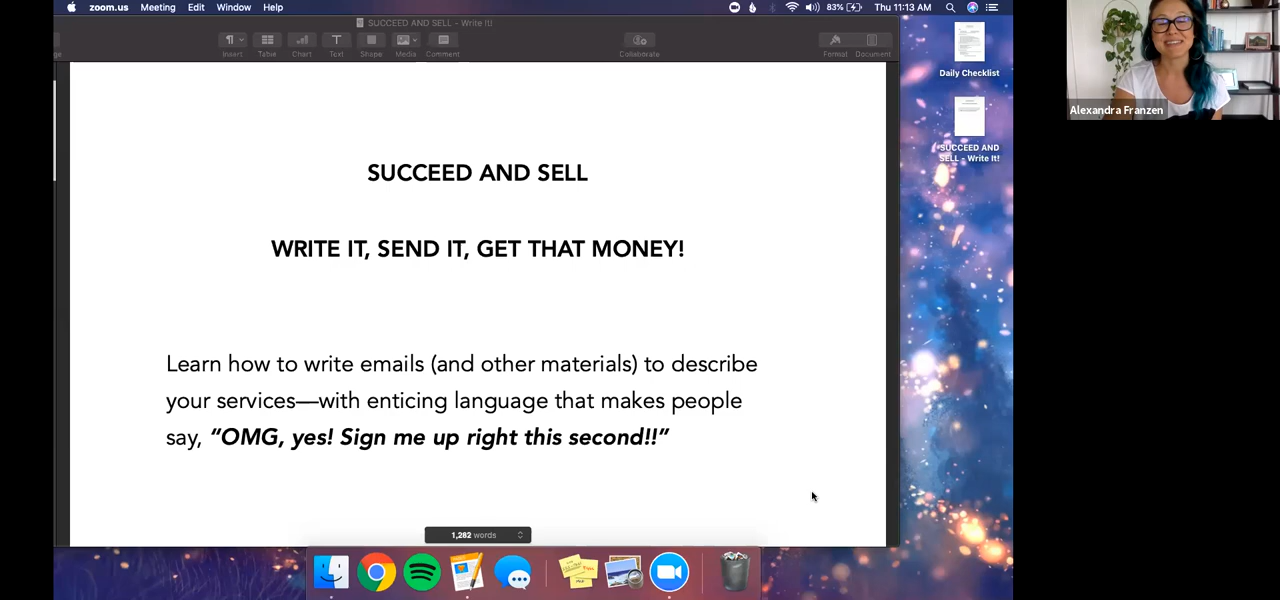 zoom.us Meeting Edit Window Help 83% Thu 11:13 AM
SUCCEED AND SELL - Write It!
Insert Table Chart Text Shape Media Comment Collaborate Format Document
Daily Checklist
Alexandra Franzen
SUCCEED AND
SELL - Write It!
SUCCEED AND SELL
WRITE IT, SEND IT, GET THAT MONEY!
Learn how to write emails (and other materials) to describe
your services—with enticing language that makes people
say, “OMG, yes! Sign me up right this second!!”
1,282 words